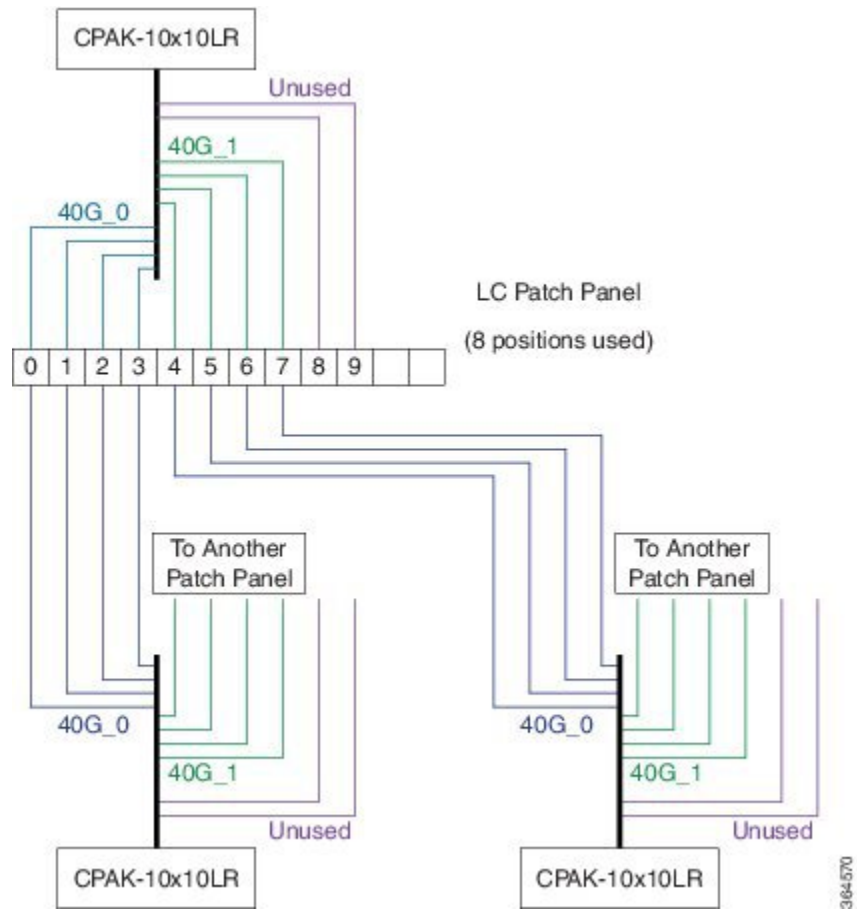 CPAK-10x10LR
Unused
40G_1
40G_0
LC Patch Panel
(8 positions used)
0 1 2 3 4 5 6 7 8 9
To Another
Patch Panel
To Another
Patch Panel
40G_0
40G_1
Unused
40G_0
40G_1
Unused
CPAK-10x10LR
CPAK-10x10LR
364570